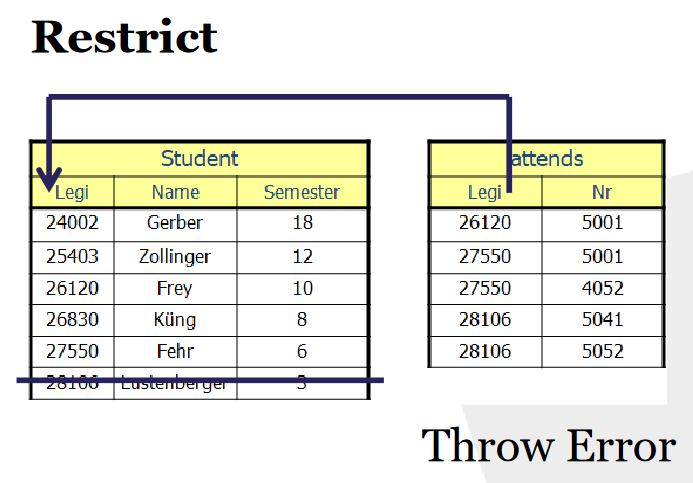 Restrict
Student
Legi Name Semester
24002 Gerber 18
25403 Zollinger 12
26120 Frey 10
26830 Küng 8
27550 Fehr 6
28106 Lustenberger 3
attends
Legi Nr
26120 5001
27550 5001
27550 4052
28106 5041
28106 5052
Throw Error